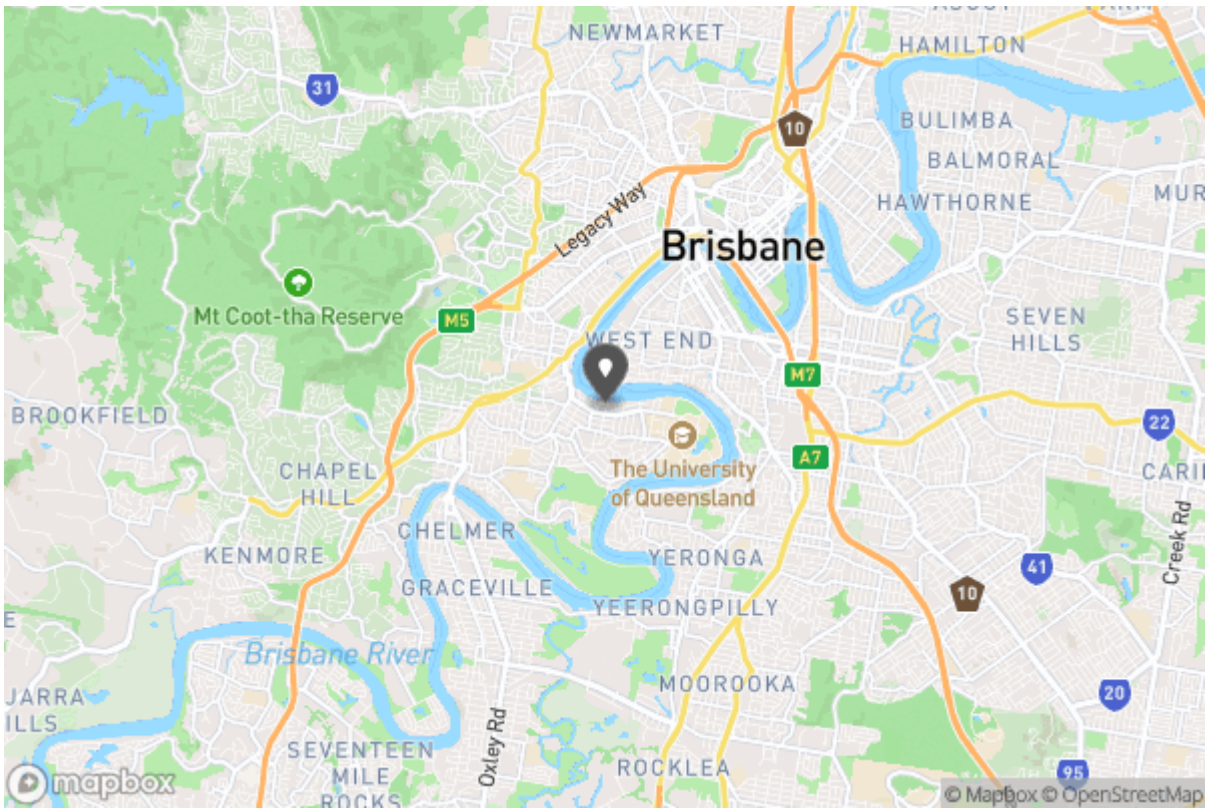 NEWMARKET
HAMILTON
31
10
BULIMBA
BALMORAL
HAWTHORNE
MUR
Legacy Way
Brisbane
Mt Coot-tha Reserve
M5
WEST END
SEVEN
HILLS
M7
BROOKFIELD
22
CHAPEL
HILL
The University
of Queensland
A7
CARI
CHELMER
KENMORE
YERONGA
41
Creek Rd
GRACEVILLE
10
YEERONGPILLY
Brisbane River
JARRA
ILLS
MOOROOKA
20
Oxley Rd
SEVENTEEN
MILE
ROCKS
ROCKLEA
95
mapbox
© Mapbox © OpenStreetMap